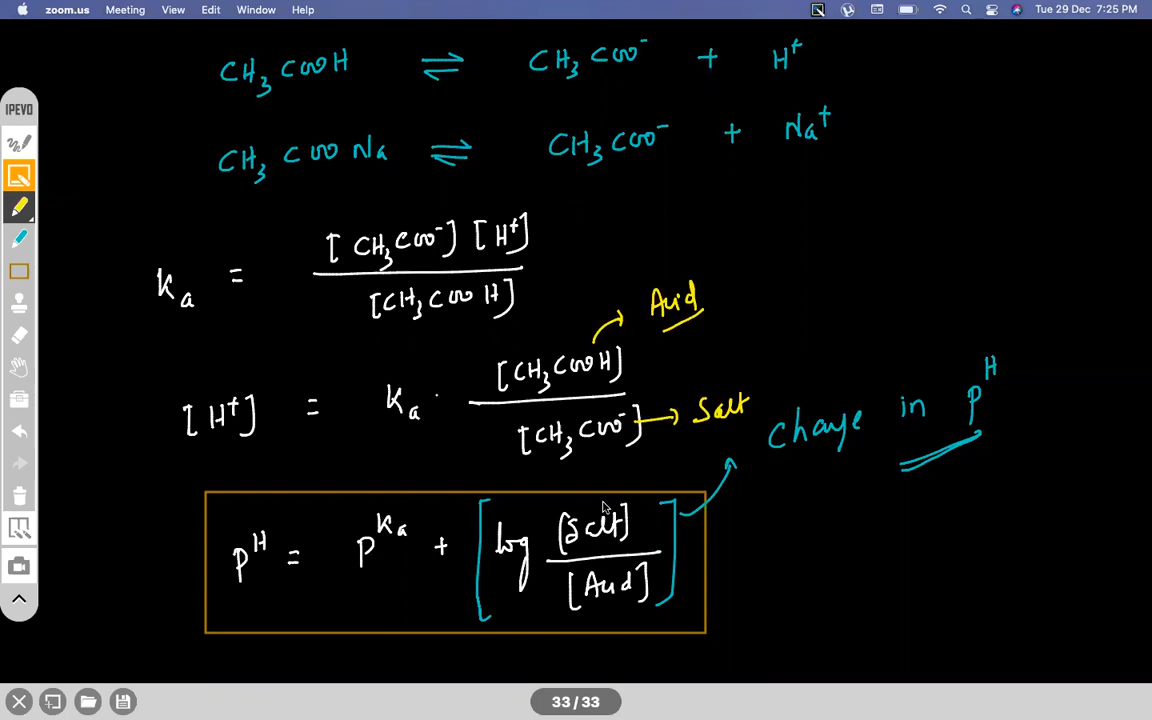 zoom.us Meeting View Edit Window Help Tue 29 Dec 7:25 PM
CH₃COOH ⇌ CH₃COO⁻ + H⁺
CH₃COONa ⇌ CH₃COO⁻ + Na⁺
IPEVO
Ka = [CH₃COO⁻] [H⁺] / [CH₃COOH]
Acid
[H⁺] = Ka · [CH₃COOH] / [CH₃COO⁻] → Salt
Change in pH
pH = pKa + [log [Salt] / [Acid]]
33/33